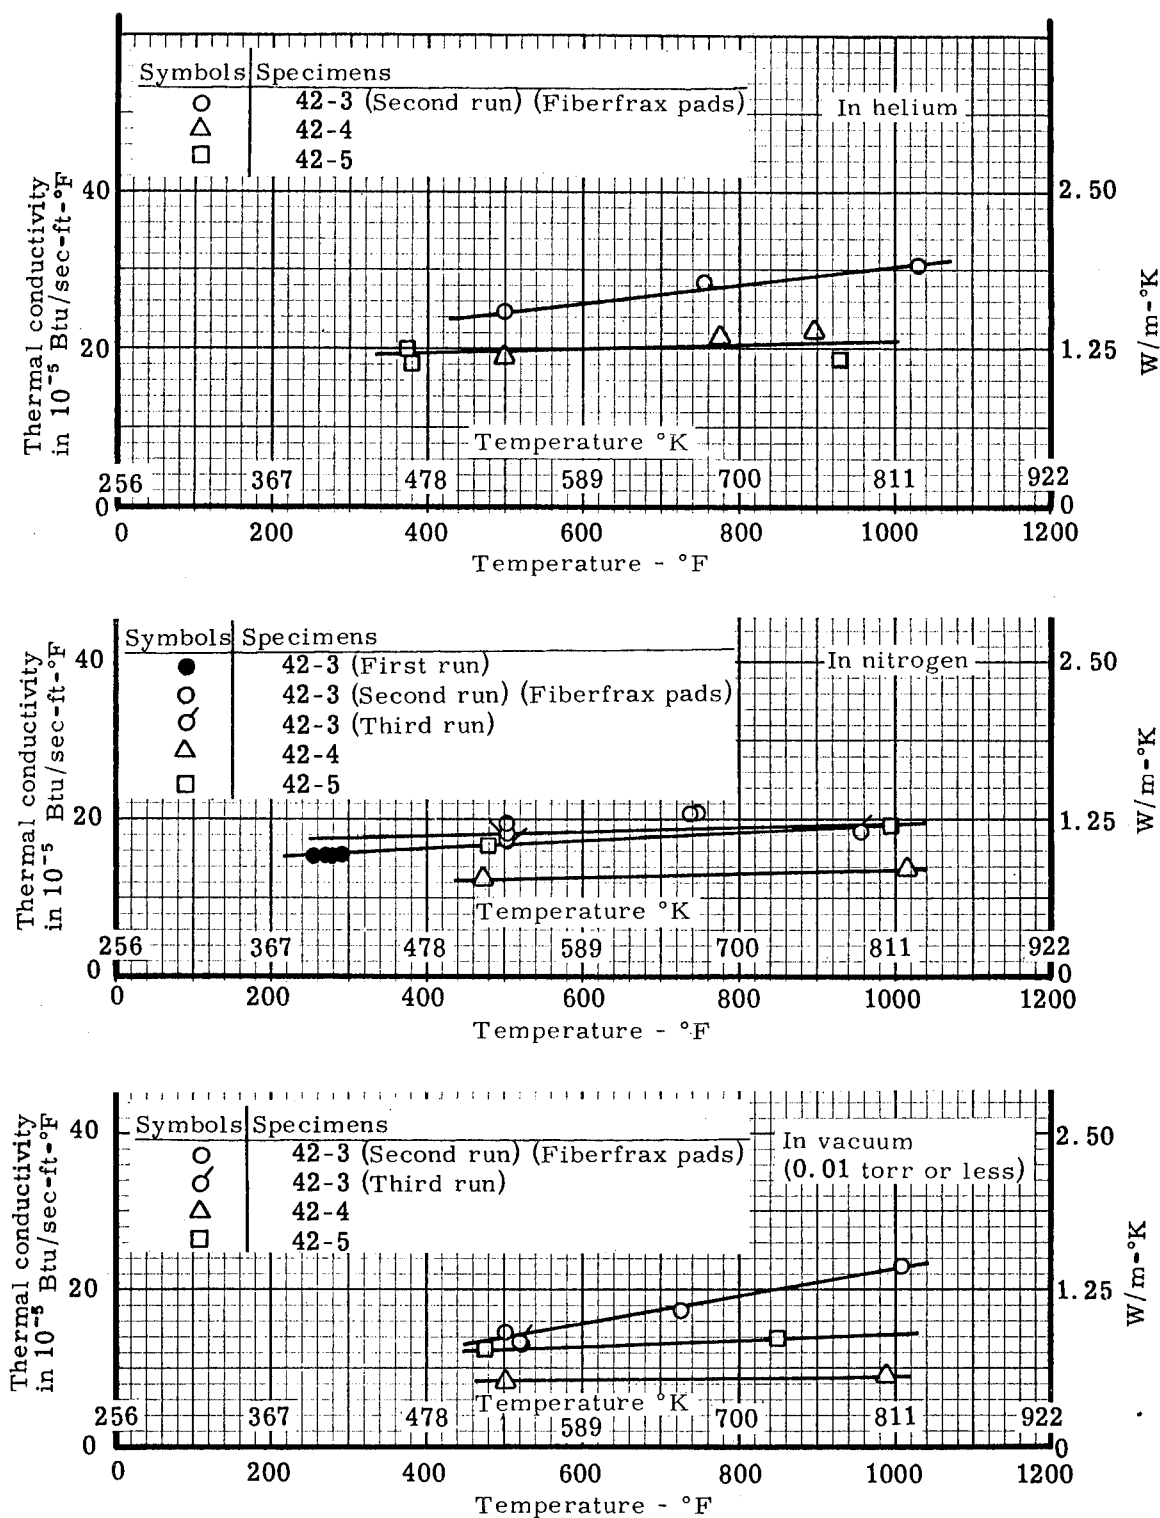 Symbols Specimens
42-3 (Second run) (Fiberfrax pads)
42-4
42-5
In helium
Thermal conductivity
in 10⁻⁵ Btu/sec-ft-°F
40
20
0
2.50
1.25
0
W/m-°K
Temperature °K
256 367 478 589 700 811 922
0 200 400 600 800 1000 1200
Temperature - °F
Symbols Specimens
42-3 (First run)
42-3 (Second run) (Fiberfrax pads)
42-3 (Third run)
42-4
42-5
In nitrogen
Thermal conductivity
in 10⁻⁵ Btu/sec-ft-°F
40
20
0
2.50
1.25
0
W/m-°K
Temperature °K
256 367 478 589 700 811 922
0 200 400 600 800 1000 1200
Temperature - °F
Symbols Specimens
42-3 (Second run) (Fiberfrax pads)
42-3 (Third run)
42-4
42-5
In vacuum
(0.01 torr or less)
Thermal conductivity
in 10⁻⁵ Btu/sec-ft-°F
40
20
0
2.50
1.25
0
W/m-°K
Temperature °K
256 367 478 589 700 811 922
0 200 400 600 800 1000 1200
Temperature - °F